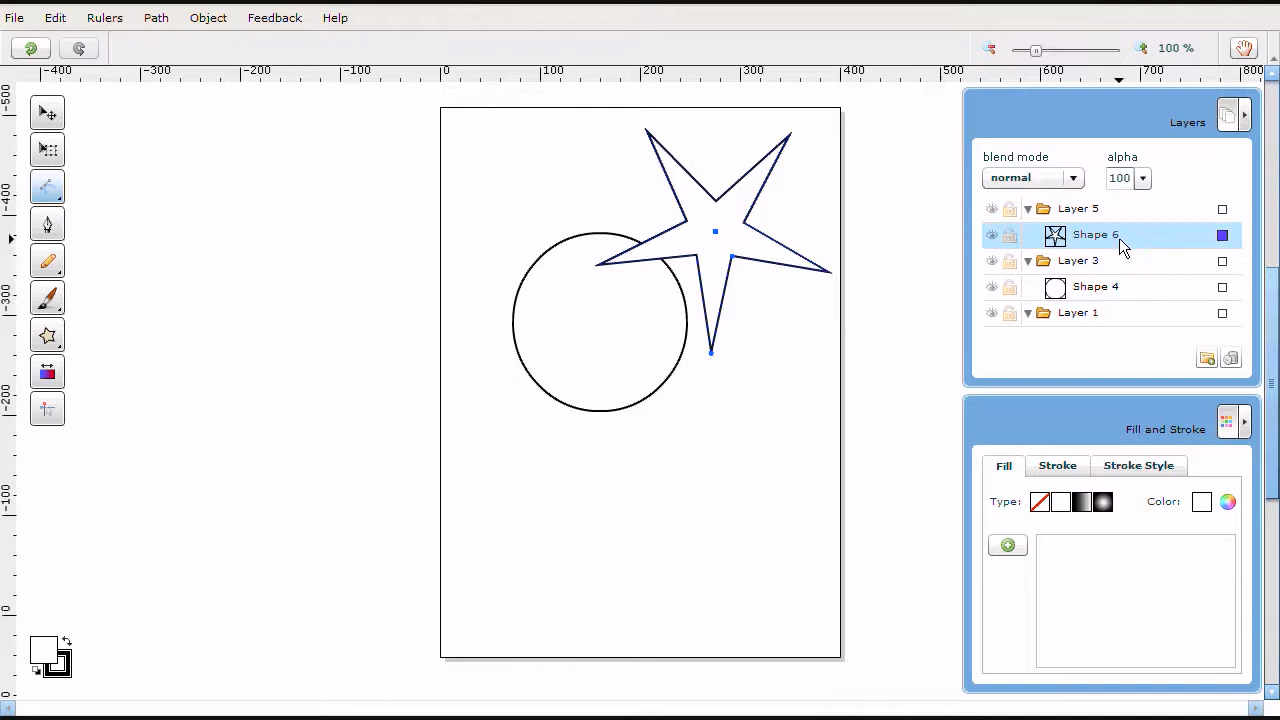 File Edit Rulers Path Object Feedback Help
100 %
-400 -300 -200 -100 0 100 200 300 400 500 600 700 800
-500
-400
-300
-200
-100
0
0
Layers
blend mode alpha
normal 100
Layer 5
Shape 6
Layer 3
Shape 4
Layer 1
Fill and Stroke
Fill Stroke Stroke Style
Type: Color: